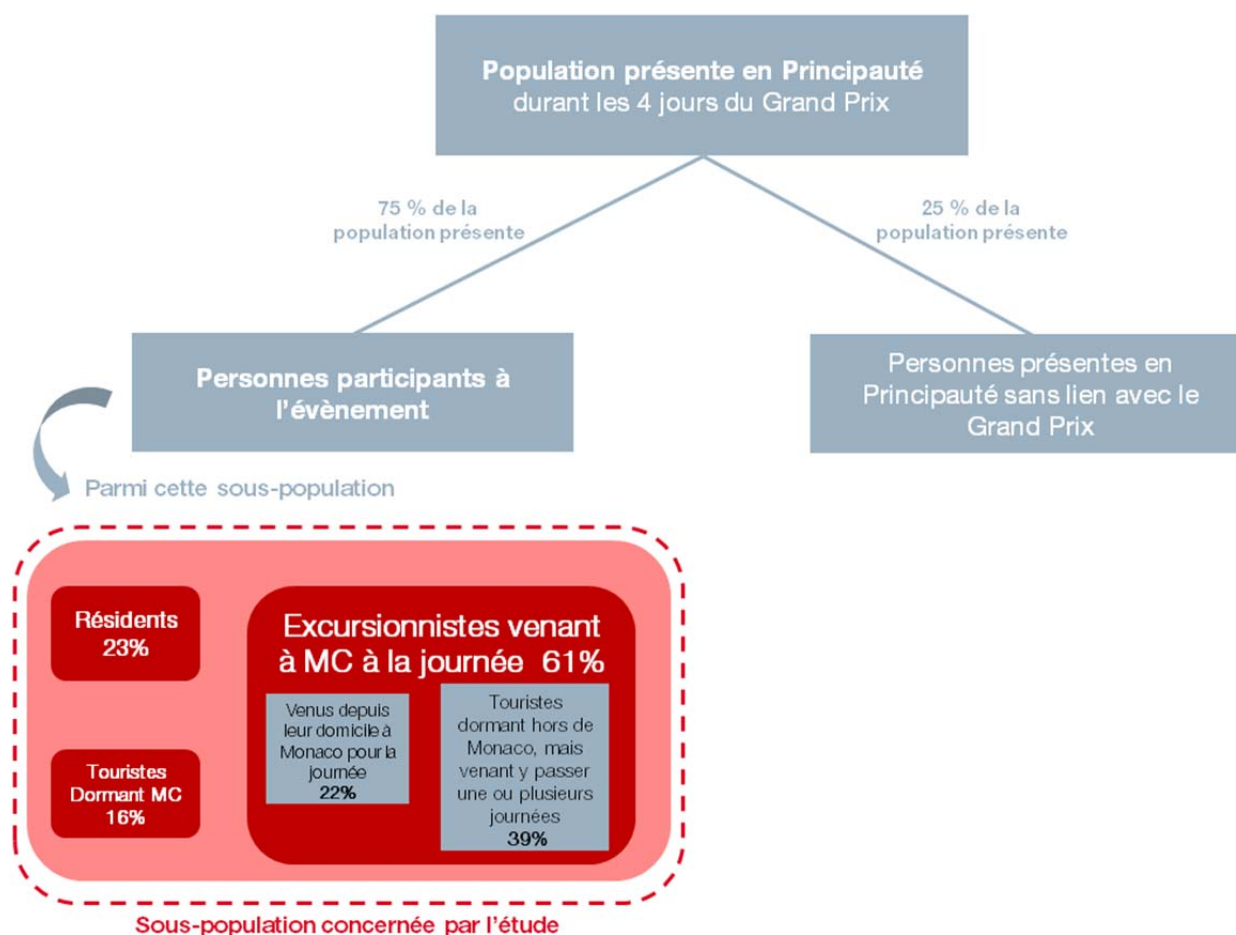 Population présente en Principauté
durant les 4 jours du Grand Prix
75 % de la
population présente
25 % de la
population présente
Personnes participants à
l'évènement
Personnes présentes en
Principauté sans lien avec le
Grand Prix
Parmi cette sous-population
Résidents
23%
Touristes
Dormant MC
16%
Excursionnistes venant
à MC à la journée 61%
Venus depuis
leur domicile à
Monaco pour la
journée
22%
Touristes
dormant hors de
Monaco, mais
venant y passer
une ou plusieurs
journées
39%
Sous-population concernée par l'étude